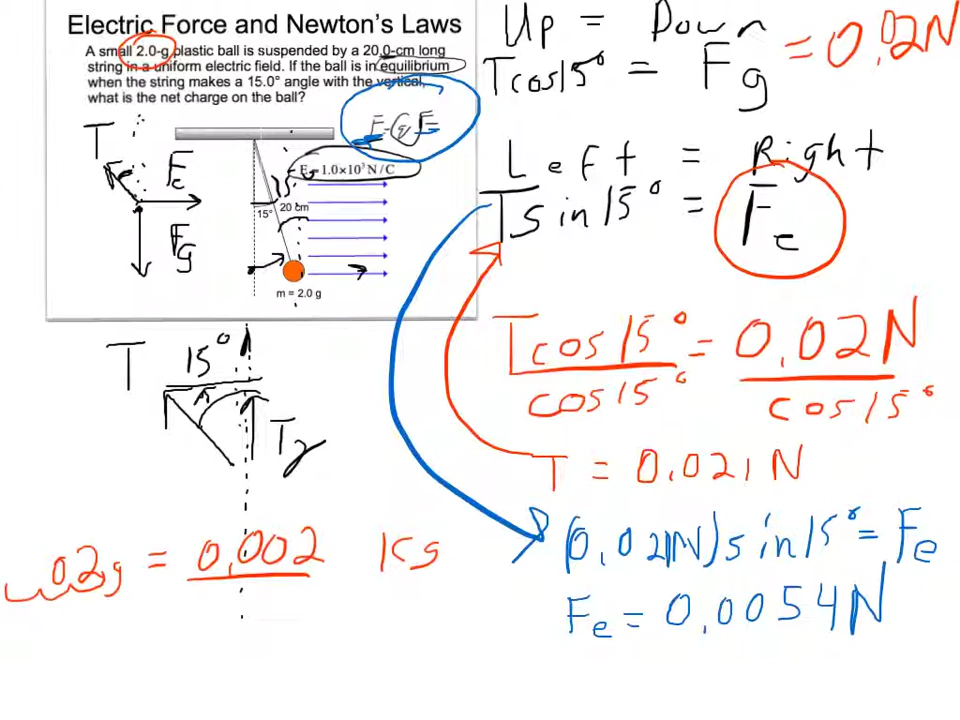 Electric Force and Newton's Laws
A small 2.0-g plastic ball is suspended by a 20.0-cm long
string in a uniform electric field. If the ball is in equilibrium
when the string makes a 15.0° angle with the vertical,
what is the net charge on the ball?
E = 1.0×10³ N/C
15
15°
20 cm
m = 2.0 g
T
Fe
Fg
Up = Down
Tcos15° = Fg = 0.02N
Left = Right
Tsin15° = Fe
Tcos15° = 0.02N
cos15° cos15°
T = 0.021N
(0.021N)sin15° = Fe
Fe = 0.0054N
T 15°
Ty
02g = 0.002 Kg